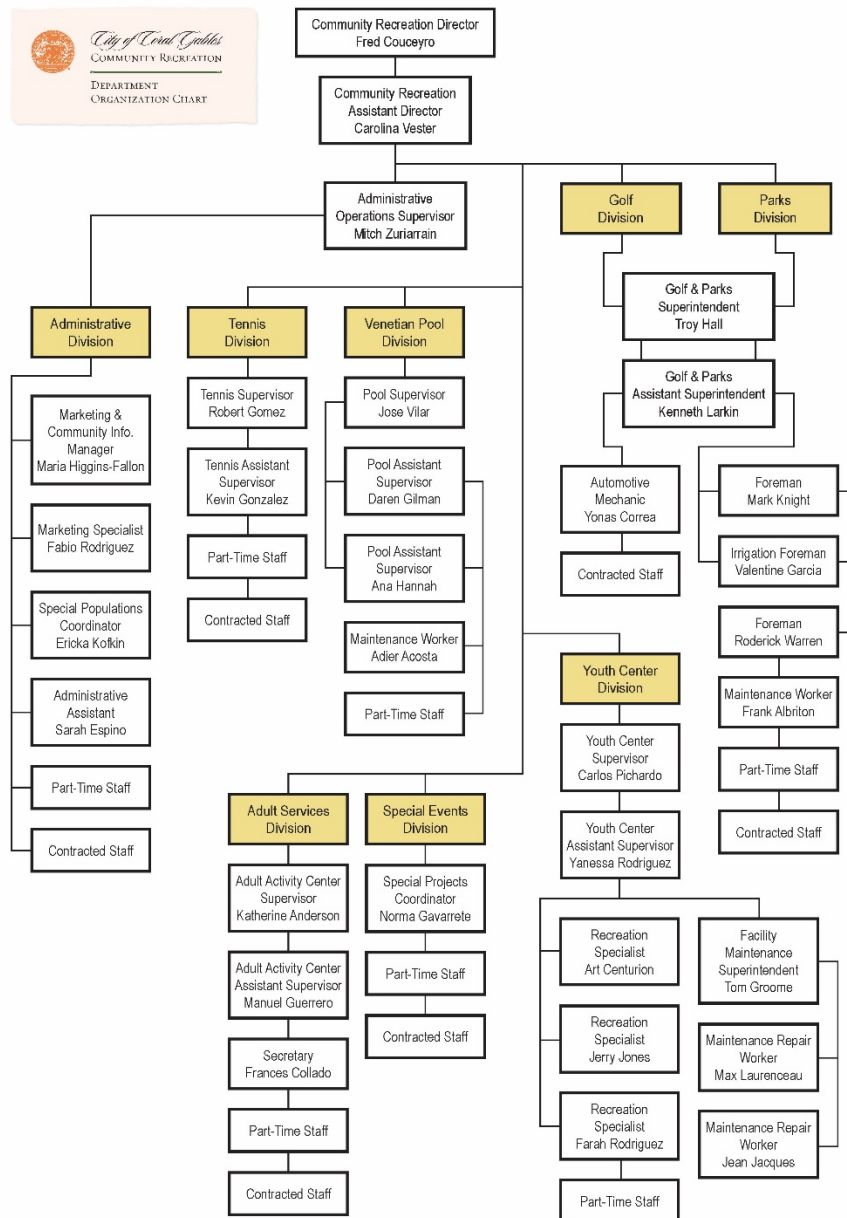 City of Coral Gables
COMMUNITY RECREATION
DEPARTMENT
ORGANIZATION CHART
Community Recreation Director
Fred Couceyro
Community Recreation
Assistant Director
Carolina Vester
Administrative
Operations Supervisor
Mitch Zuriarrain
Golf
Division
Parks
Division
Golf & Parks
Superintendent
Troy Hall
Golf & Parks
Assistant Superintendent
Kenneth Larkin
Automotive
Mechanic
Yonas Correa
Contracted Staff
Foreman
Mark Knight
Irrigation Foreman
Valentine Garcia
Foreman
Roderick Warren
Maintenance Worker
Frank Albriton
Part-Time Staff
Contracted Staff
Administrative
Division
Marketing &
Community Info.
Manager
Maria Higgins-Fallon
Marketing Specialist
Fabio Rodriguez
Special Populations
Coordinator
Ericka Kofkin
Administrative
Assistant
Sarah Espino
Part-Time Staff
Contracted Staff
Tennis
Division
Tennis Supervisor
Robert Gomez
Tennis Assistant
Supervisor
Kevin Gonzalez
Part-Time Staff
Contracted Staff
Venetian Pool
Division
Pool Supervisor
Jose Vilar
Pool Assistant
Supervisor
Daren Gilman
Pool Assistant
Supervisor
Ana Hannah
Maintenance Worker
Adier Acosta
Part-Time Staff
Adult Services
Division
Adult Activity Center
Supervisor
Katherine Anderson
Adult Activity Center
Assistant Supervisor
Manuel Guerrero
Secretary
Frances Collado
Part-Time Staff
Contracted Staff
Special Events
Division
Special Projects
Coordinator
Norma Gavarrete
Part-Time Staff
Contracted Staff
Youth Center
Division
Youth Center
Supervisor
Carlos Pichardo
Youth Center
Assistant Supervisor
Yanessa Rodriguez
Recreation
Specialist
Art Centurion
Recreation
Specialist
Jerry Jones
Recreation
Specialist
Farah Rodriguez
Part-Time Staff
Facility
Maintenance
Superintendent
Tom Groome
Maintenance Repair
Worker
Max Laurenceau
Maintenance Repair
Worker
Jean Jacques